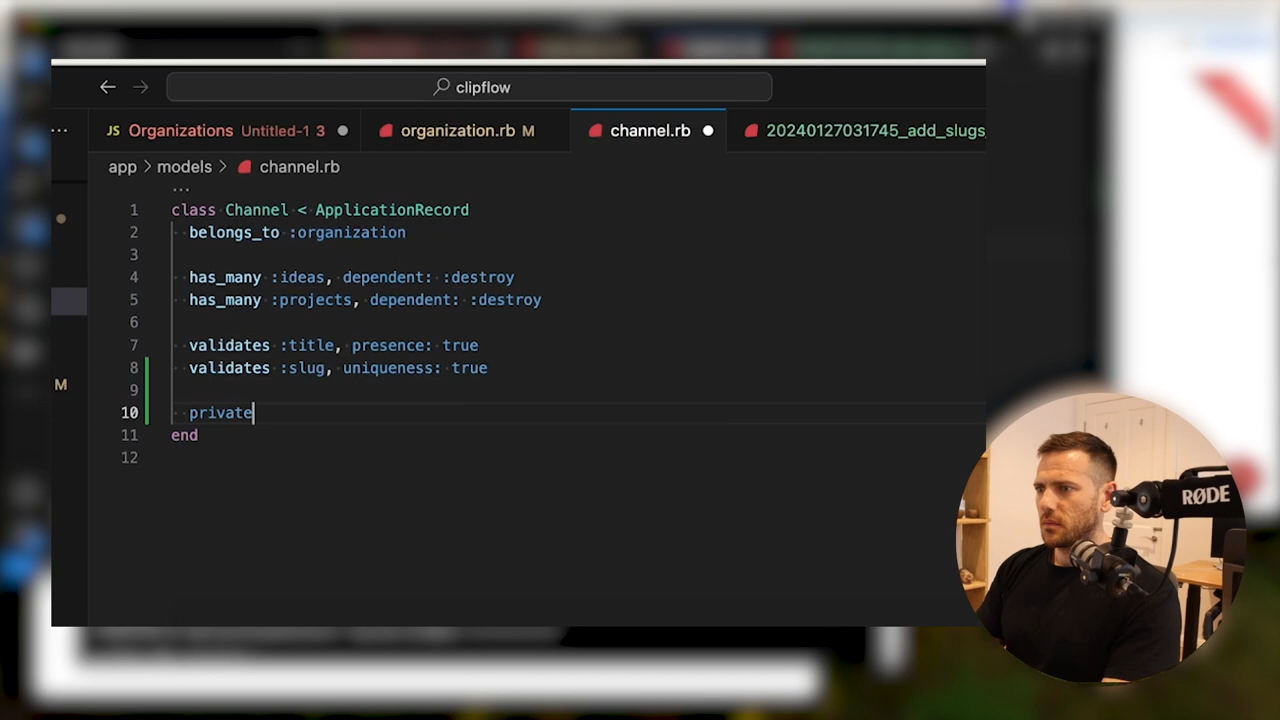 clipflow
JS Organizations Untitled-1 3
organization.rb M
channel.rb
20240127031745_add_slugs_
app > models > channel.rb
...
1 class Channel < ApplicationRecord
2 belongs_to :organization
3
4 has_many :ideas, dependent: :destroy
5 has_many :projects, dependent: :destroy
6
7 validates :title, presence: true
8 validates :slug, uniqueness: true
9
10 private
11 end
12
M
RØDE